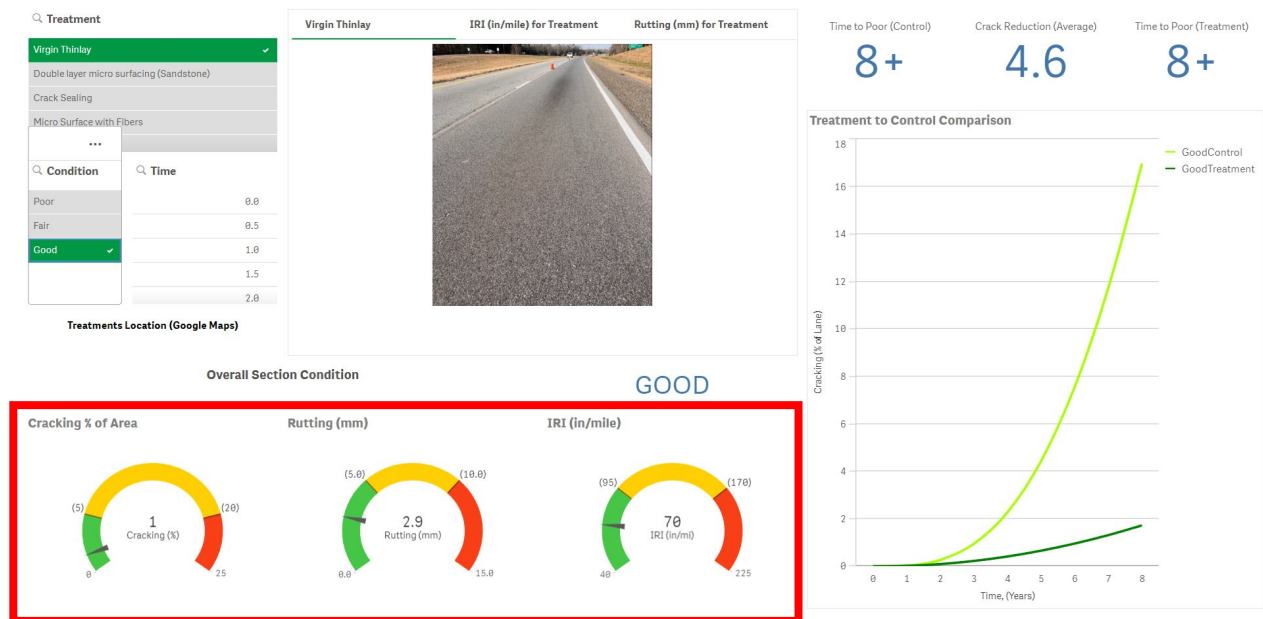 Treatment
Virgin Thinlay
Double layer micro surfacing (Sandstone)
Crack Sealing
Micro Surface with Fibers
...
Condition
Poor
Fair
Good
Time
0.0
0.5
1.0
1.5
2.0
Treatments Location (Google Maps)
Virgin Thinlay IRI (in/mile) for Treatment Rutting (mm) for Treatment
Time to Poor (Control)
8+
Crack Reduction (Average)
4.6
Time to Poor (Treatment)
8+
Treatment to Control Comparison
18
16
14
12
10
8
6
4
2
0
Cracking (% of Lane)
0 1 2 3 4 5 6 7 8
Time, (Years)
GoodControl
GoodTreatment
Overall Section Condition
GOOD
Cracking % of Area
(5) (20)
1
Cracking (%)
0 25
Rutting (mm)
(5.0) (10.0)
2.9
Rutting (mm)
0.0 15.0
IRI (in/mile)
(95) (170)
70
IRI (in/mi)
40 225